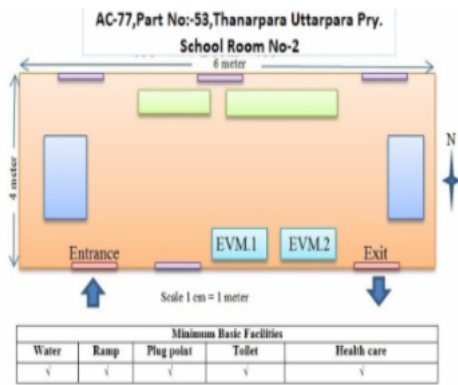 AC-77,Part No:-53,Thanarpara Uttarpara Pry.
School Room No-2
6 meter
4 meter
N
EVM.1 EVM.2
Entrance Exit
Scale 1 cm = 1 meter
Minimum Basic Facilities
Water Ramp Plug point Toilet Health care
√ √ √ √ √